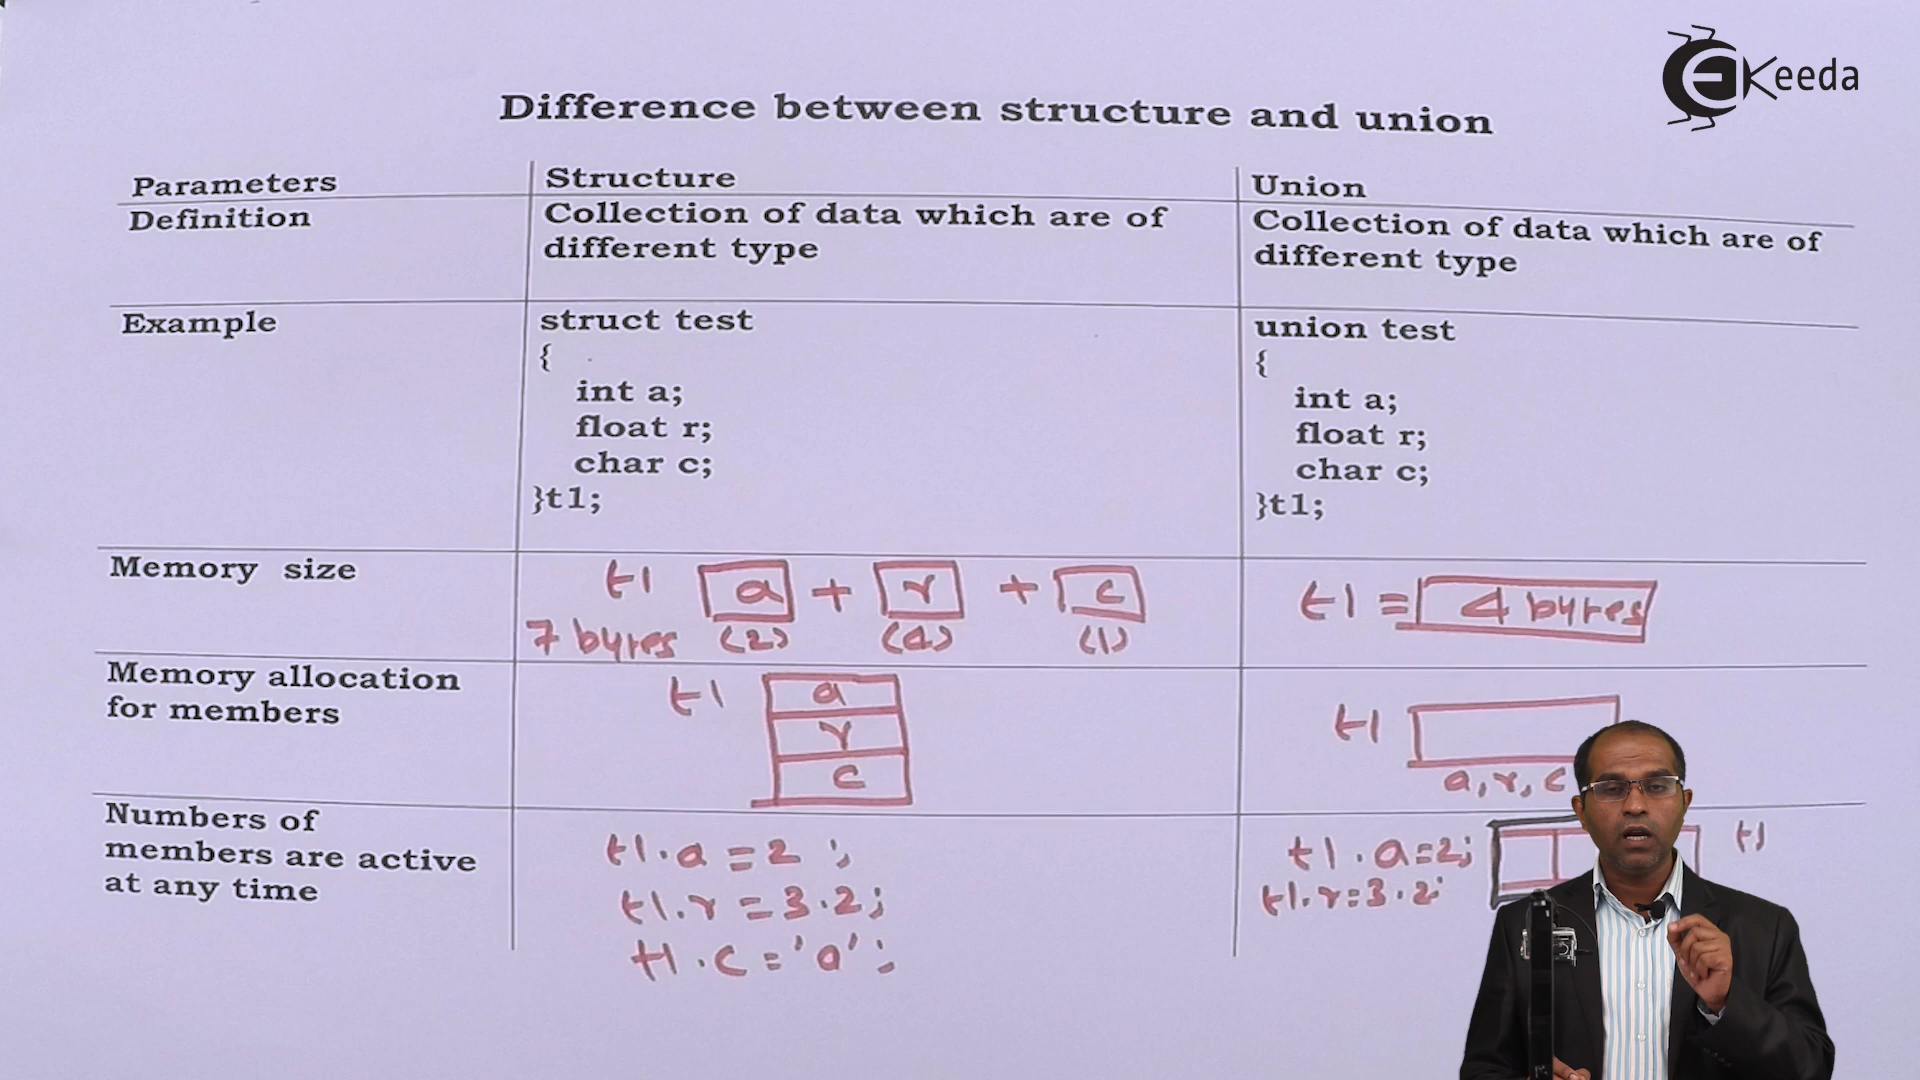 Keeda
Difference between structure and union
Parameters Structure Union
Definition Collection of data which are of different type Collection of data which are of different type
Example struct test union test
{ {
int a; int a;
float r; float r;
char c; char c;
}t1; }t1;
Memory size t1 a + r + c t1 = 4 bytes
7 bytes (2) (4) (1)
Memory allocation for members t1 a t1
r
c a, r, c
Numbers of members are active at any time t1.a = 2 ; t1.a=2; t1
t1.r = 3.2; t1.r=3.2;
t1.c = 'a';